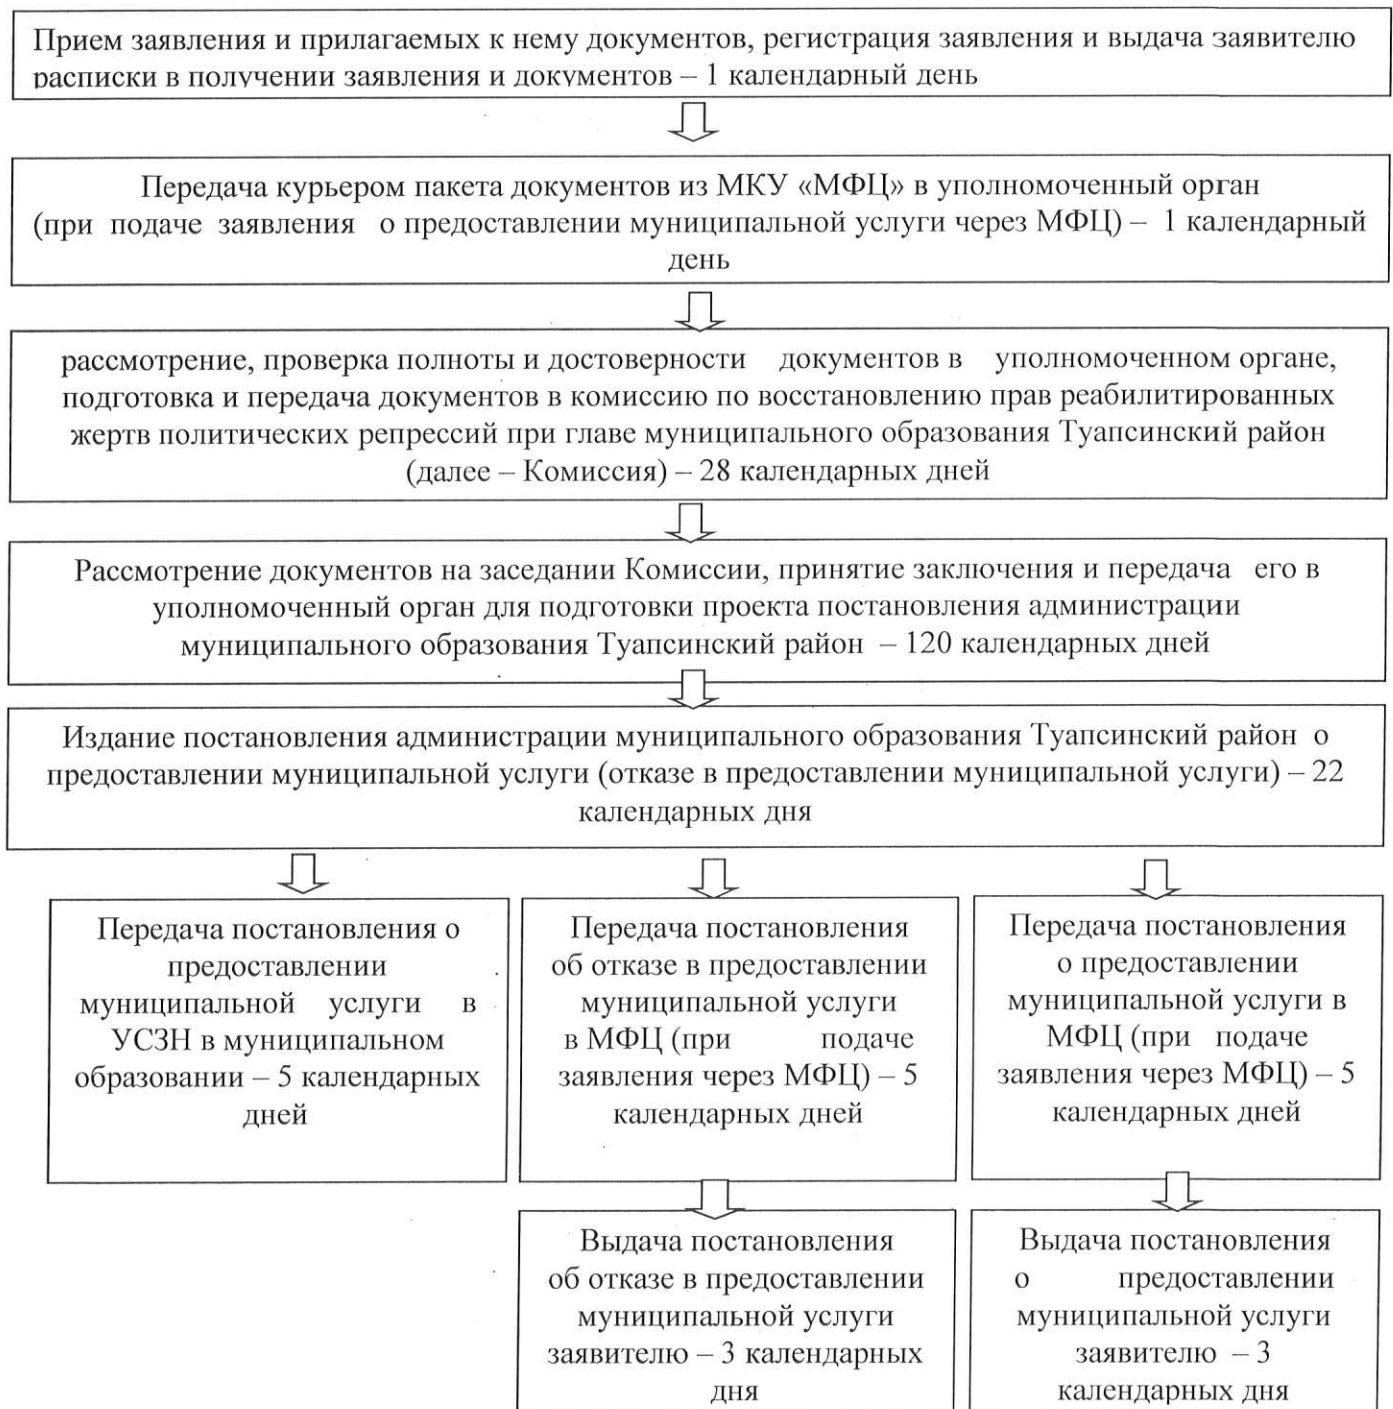 Прием заявления и прилагаемых к нему документов, регистрация заявления и выдача заявителю
расписки в получении заявления и документов – 1 календарный день
Передача курьером пакета документов из МКУ «МФЦ» в уполномоченный орган
(при подаче заявления о предоставлении муниципальной услуги через МФЦ) – 1 календарный
день
рассмотрение, проверка полноты и достоверности документов в уполномоченном органе,
подготовка и передача документов в комиссию по восстановлению прав реабилитированных
жертв политических репрессий при главе муниципального образования Туапсинский район
(далее – Комиссия) – 28 календарных дней
Рассмотрение документов на заседании Комиссии, принятие заключения и передача его в
уполномоченный орган для подготовки проекта постановления администрации
муниципального образования Туапсинский район – 120 календарных дней
Издание постановления администрации муниципального образования Туапсинский район о
предоставлении муниципальной услуги (отказе в предоставлении муниципальной услуги) – 22
календарных дня
Передача постановления о
предоставлении
муниципальной услуги в
УСЗН в муниципальном
образовании – 5 календарных
дней
Передача постановления
об отказе в предоставлении
муниципальной услуги
в МФЦ (при подаче
заявления через МФЦ) – 5
календарных дней
Передача постановления
о предоставлении
муниципальной услуги в
МФЦ (при подаче
заявления через МФЦ) – 5
календарных дней
Выдача постановления
об отказе в предоставлении
муниципальной услуги
заявителю – 3 календарных
дня
Выдача постановления
о предоставлении
муниципальной услуги
заявителю – 3
календарных дня